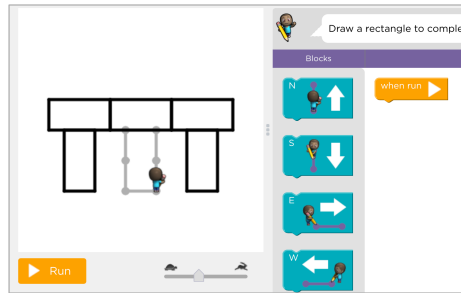 Draw a rectangle to comple
Blocks
N
when run
S
E
W
Run